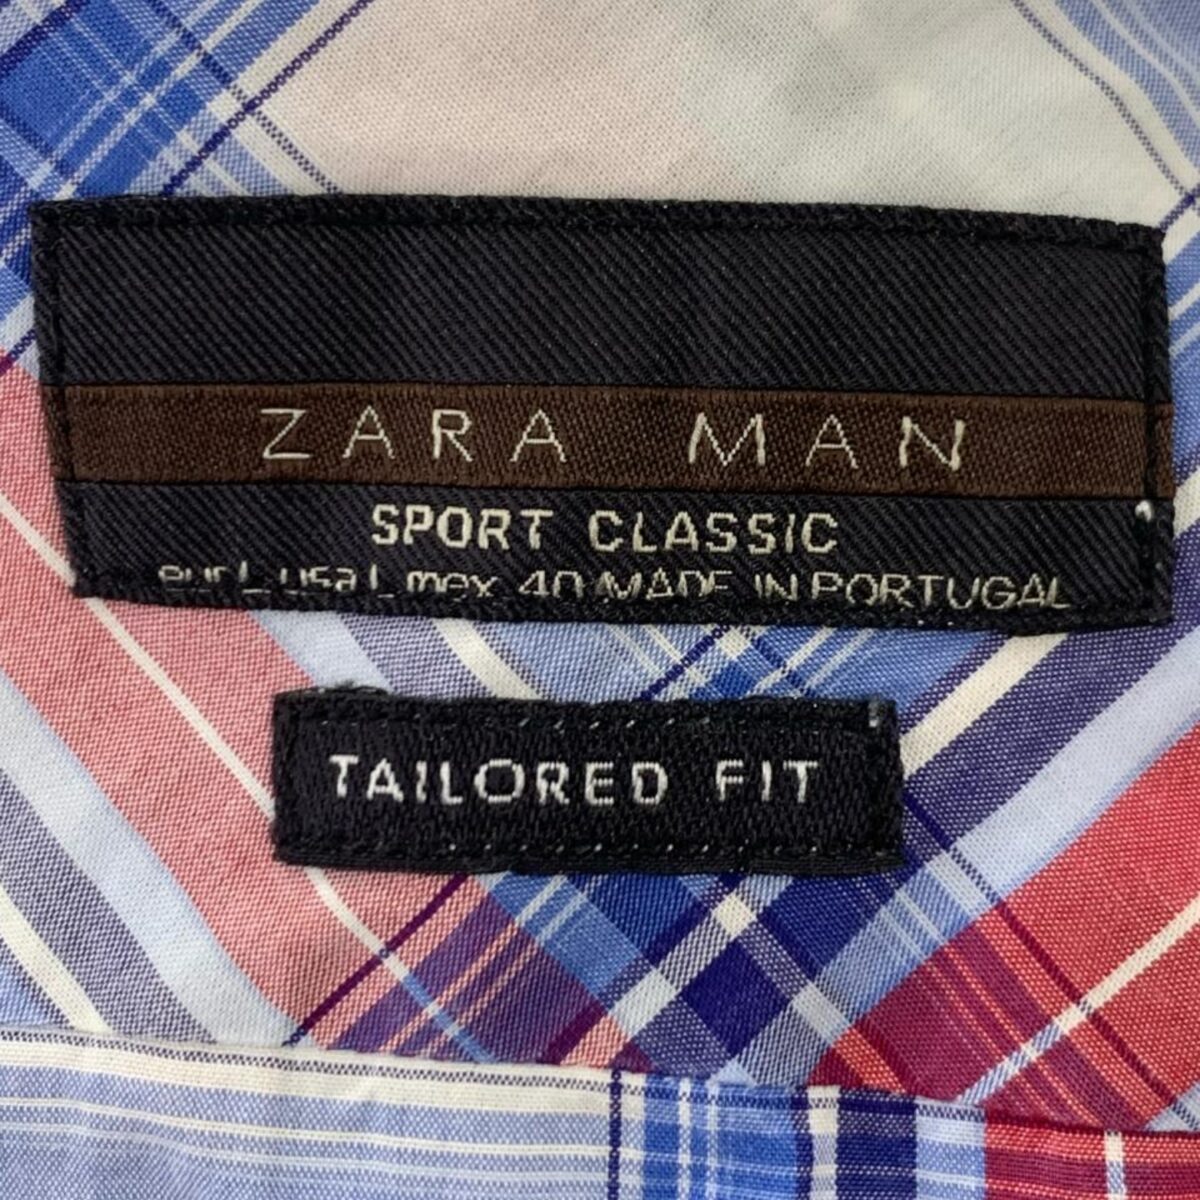 ZARA MAN
SPORT CLASSIC
eur L usa L mex 40 MADE IN PORTUGAL
TAILORED FIT